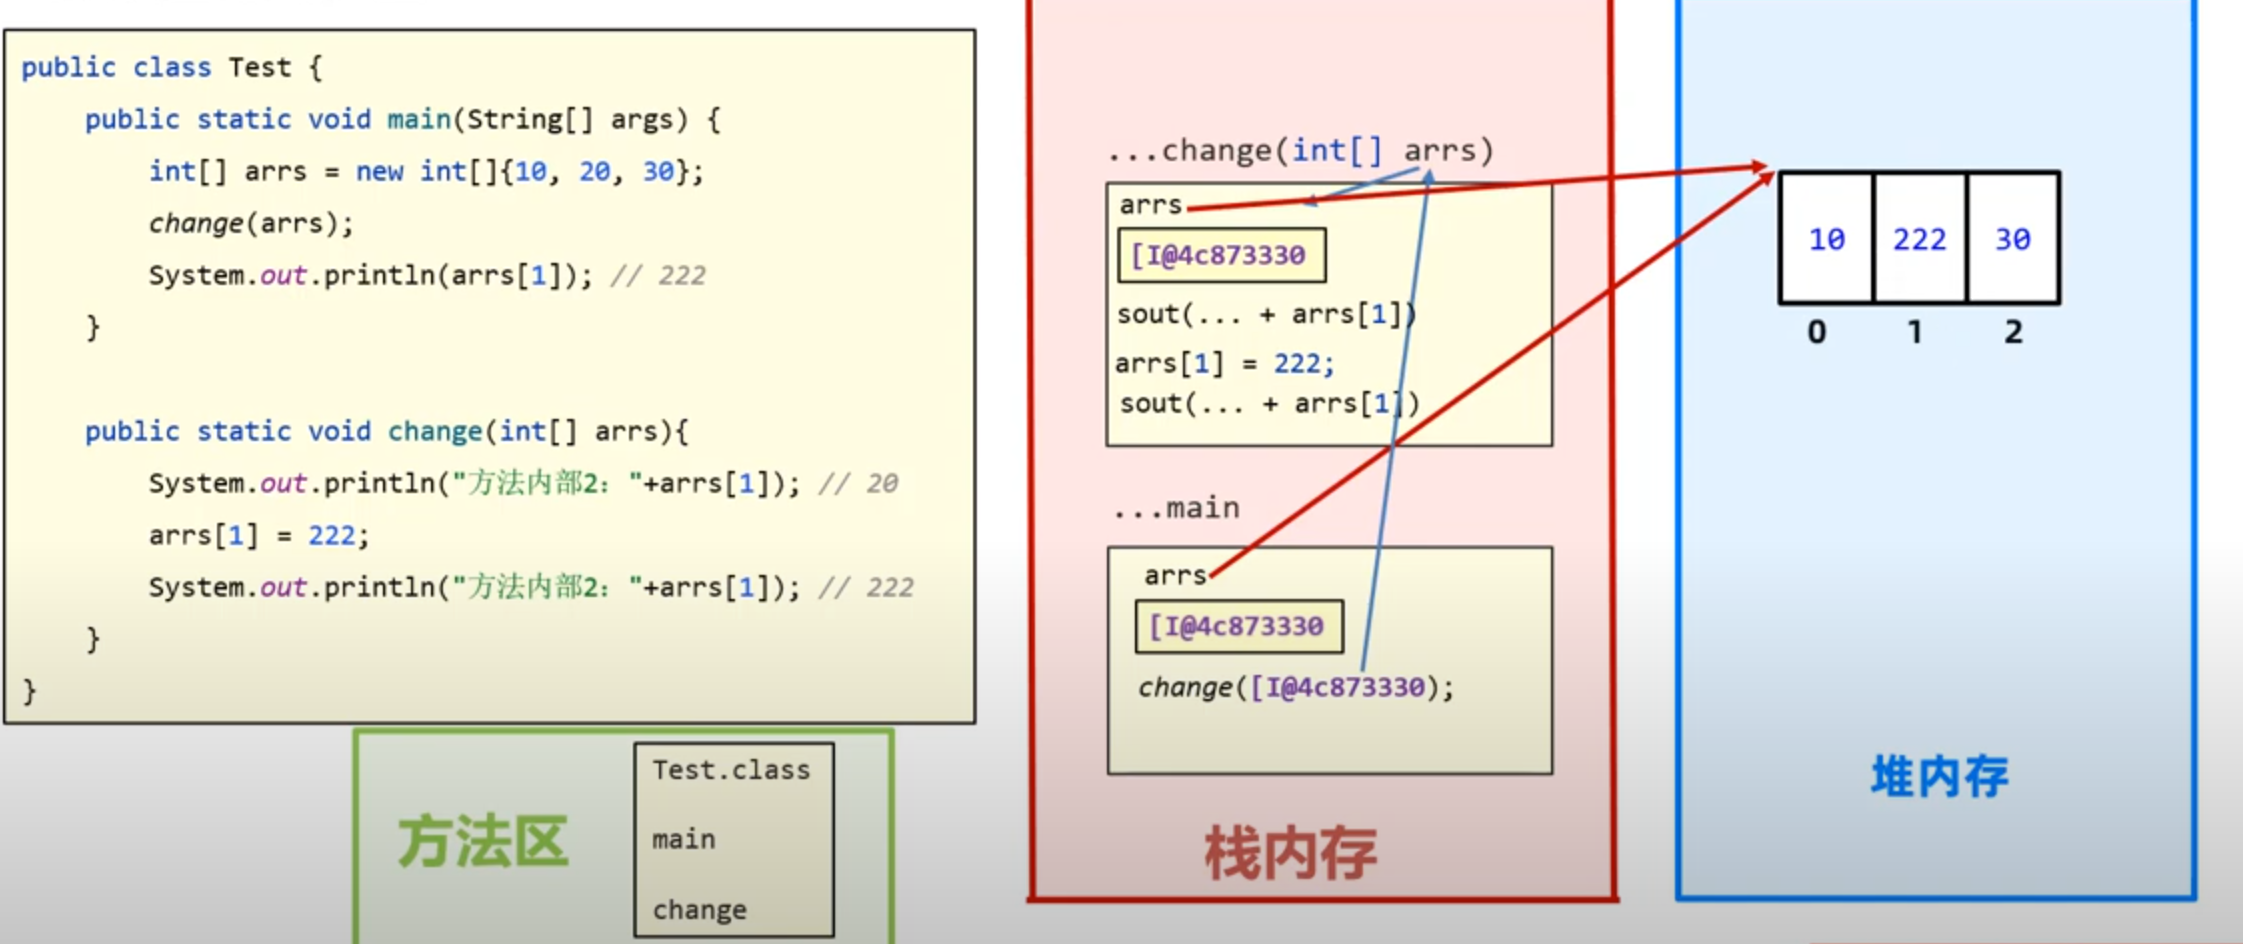 public class Test {
public static void main(String[] args) {
int[] arrs = new int[]{10, 20, 30};
change(arrs);
System.out.println(arrs[1]); // 222
}
public static void change(int[] arrs){
System.out.println("方法内部2："+arrs[1]); // 20
arrs[1] = 222;
System.out.println("方法内部2："+arrs[1]); // 222
}
}
方法区
Test.class
main
change
...change(int[] arrs)
arrs
[I@4c873330
sout(... + arrs[1])
arrs[1] = 222;
sout(... + arrs[1])
...main
arrs
[I@4c873330
change([I@4c873330);
栈内存
10 222 30
0 1 2
堆内存